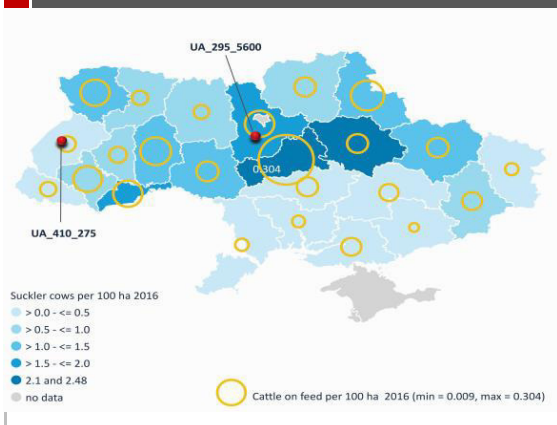 UA_295_5600
0.304
UA_410_275
Suckler cows per 100 ha 2016
> 0.0 - <= 0.5
> 0.5 - <= 1.0
> 1.0 - <= 1.5
> 1.5 - <= 2.0
2.1 and 2.48
no data
Cattle on feed per 100 ha 2016 (min = 0.009, max = 0.304)